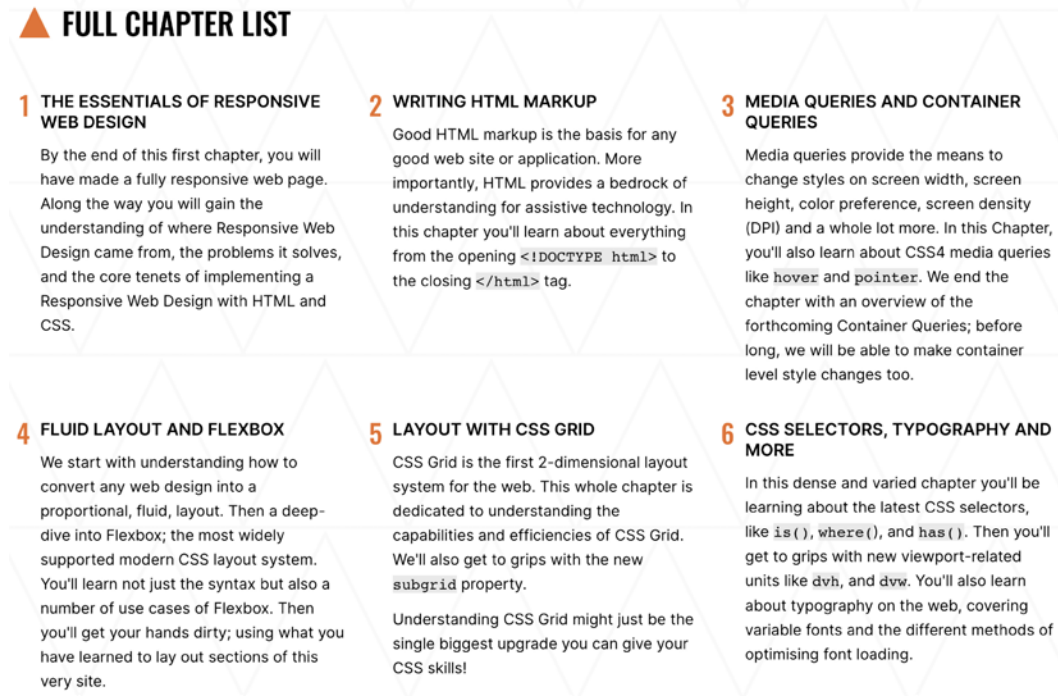 FULL CHAPTER LIST
1 THE ESSENTIALS OF RESPONSIVE
WEB DESIGN
By the end of this first chapter, you will
have made a fully responsive web page.
Along the way you will gain the
understanding of where Responsive Web
Design came from, the problems it solves,
and the core tenets of implementing a
Responsive Web Design with HTML and
CSS.
2 WRITING HTML MARKUP
Good HTML markup is the basis for any
good web site or application. More
importantly, HTML provides a bedrock of
understanding for assistive technology. In
this chapter you'll learn about everything
from the opening <!DOCTYPE html> to
the closing </html> tag.
3 MEDIA QUERIES AND CONTAINER
QUERIES
Media queries provide the means to
change styles on screen width, screen
height, color preference, screen density
(DPI) and a whole lot more. In this Chapter,
you'll also learn about CSS4 media queries
like hover and pointer. We end the
chapter with an overview of the
forthcoming Container Queries; before
long, we will be able to make container
level style changes too.
4 FLUID LAYOUT AND FLEXBOX
We start with understanding how to
convert any web design into a
proportional, fluid, layout. Then a deep-
dive into Flexbox; the most widely
supported modern CSS layout system.
You'll learn not just the syntax but also a
number of use cases of Flexbox. Then
you'll get your hands dirty; using what you
have learned to lay out sections of this
very site.
5 LAYOUT WITH CSS GRID
CSS Grid is the first 2-dimensional layout
system for the web. This whole chapter is
dedicated to understanding the
capabilities and efficiencies of CSS Grid.
We'll also get to grips with the new
subgrid property.
Understanding CSS Grid might just be the
single biggest upgrade you can give your
CSS skills!
6 CSS SELECTORS, TYPOGRAPHY AND
MORE
In this dense and varied chapter you'll be
learning about the latest CSS selectors,
like is(), where(), and has(). Then you'll
get to grips with new viewport-related
units like dvh, and dvw. You'll also learn
about typography on the web, covering
variable fonts and the different methods of
optimising font loading.